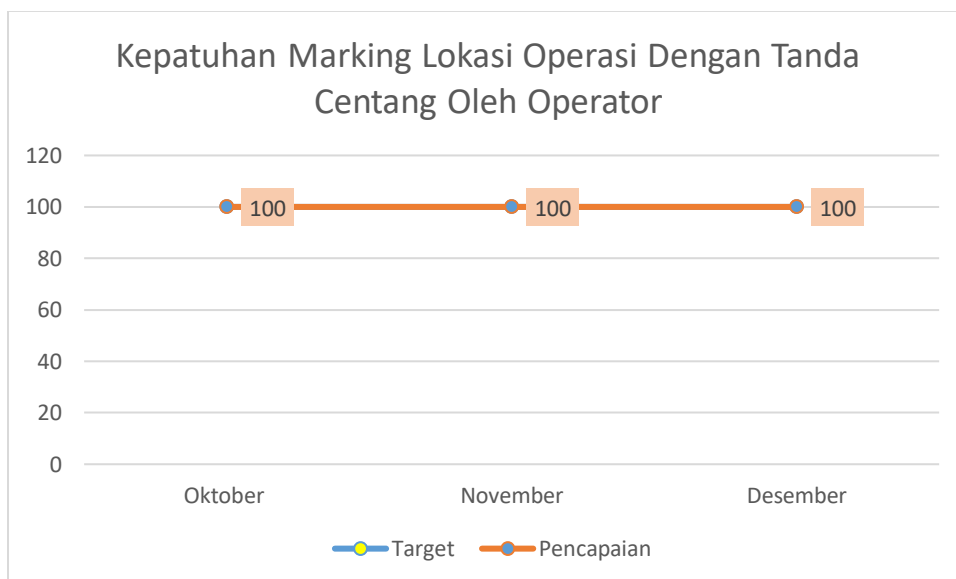 Kepatuhan Marking Lokasi Operasi Dengan Tanda
Centang Oleh Operator
120
100
80
60
40
20
0
100 100 100
Oktober November Desember
Target Pencapaian